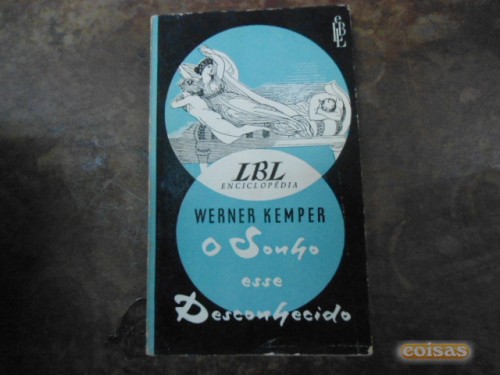 LBL
ENCICLOPÉDIA
WERNER KEMPER
O Sonho
esse
Desconhecido
coisas